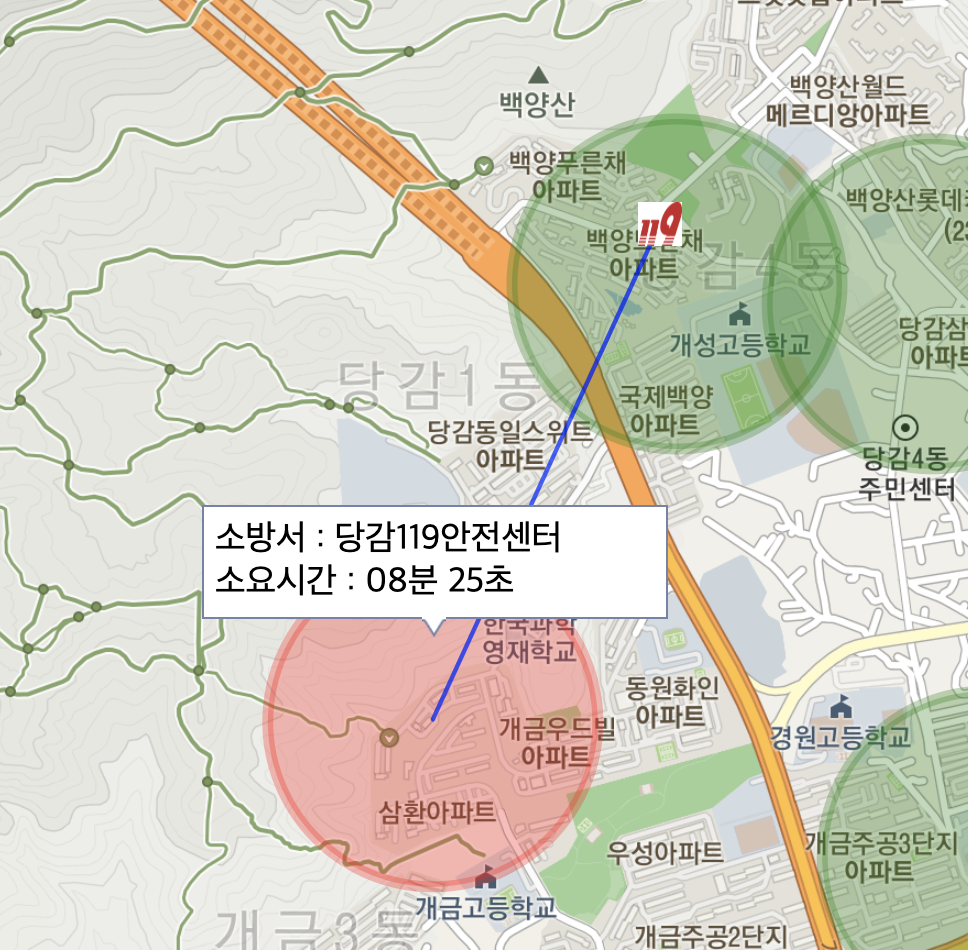 백양산
백양산월드
메르디앙아파트
백양푸른채
아파트
백양산롯데
119
백양
채
아파트
감4동
개성고등학교
당감삼
아파트
국제백양
아파트
당감1동
당감동일스위트
아파트
당감4동
주민센터
소방서 : 당감119안전센터
소요시간 : 08분 25초
한국과학
영재학교
동원화인
아파트
개금우드빌
아파트
경원고등학교
삼환아파트
우성아파트
개금주공3단지
아파트
개금고등학교
개금3동
개금주공2단지